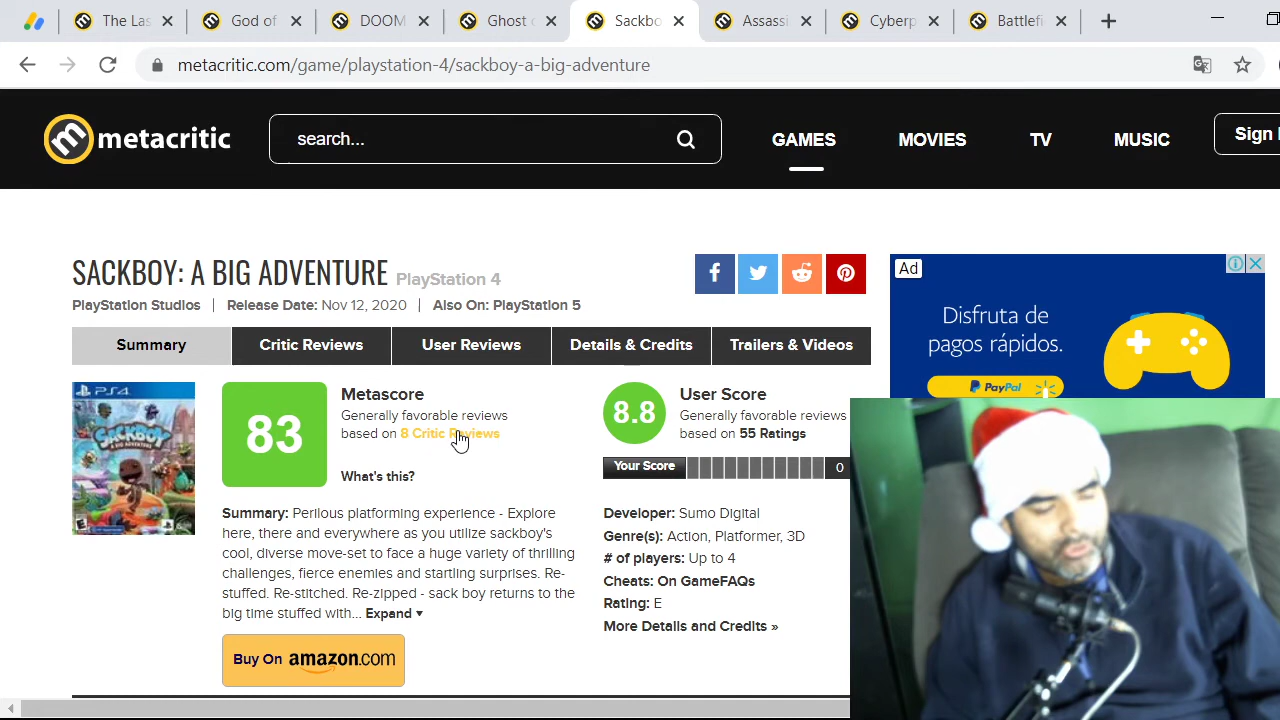 The Las
God of
DOOM
Ghost
Sackbo
Assassi
Cyberp
Battlefi
metacritic.com/game/playstation-4/sackboy-a-big-adventure
metacritic
search...
GAMES
MOVIES
TV
MUSIC
Sign
SACKBOY: A BIG ADVENTURE PlayStation 4
PlayStation Studios | Release Date: Nov 12, 2020 | Also On: PlayStation 5
Summary
Critic Reviews
User Reviews
Details & Credits
Trailers & Videos
PS4
SACKBOY
A BIG ADVENTURE
83
Metascore
Generally favorable reviews
based on 8 Critic Reviews
What's this?
Summary: Perilous platforming experience - Explore
here, there and everywhere as you utilize sackboy's
cool, diverse move-set to face a huge variety of thrilling
challenges, fierce enemies and startling surprises. Re-
stuffed. Re-stitched. Re-zipped - sack boy returns to the
big time stuffed with... Expand
Buy On amazon.com
8.8
User Score
Generally favorable reviews
based on 55 Ratings
Your Score
0
Developer: Sumo Digital
Genre(s): Action, Platformer, 3D
# of players: Up to 4
Cheats: On GameFAQs
Rating: E
More Details and Credits »
Ad
Disfruta de
pagos rápidos.
PayPal